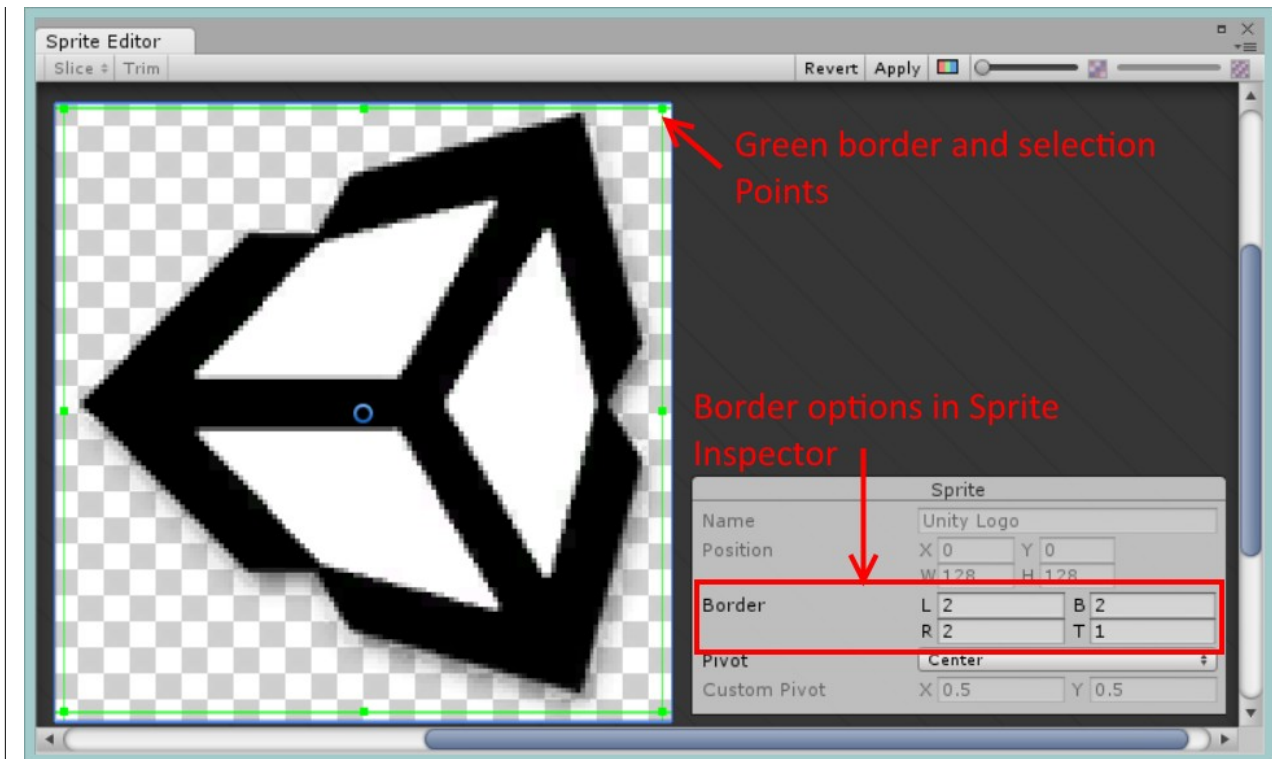 Sprite Editor
Slice Trim Revert Apply
Green border and selection
Points
Border options in Sprite
Inspector
Sprite
Name Unity Logo
Position X 0 Y 0
W 128 H 128
Border L 2 B 2
R 2 T 1
Pivot Center
Custom Pivot X 0.5 Y 0.5